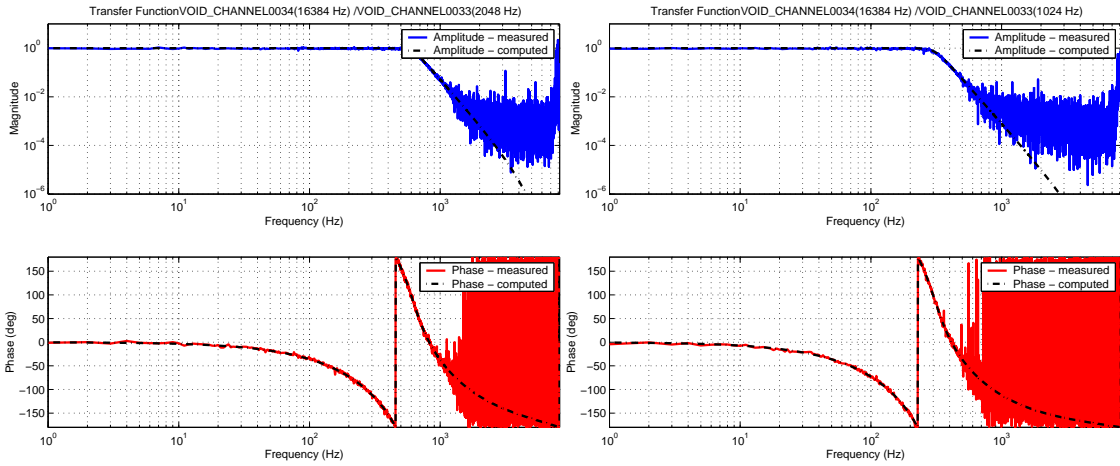 Transfer FunctionVOID_CHANNEL0034(16384 Hz) /VOID_CHANNEL0033(2048 Hz)
10^0
10^−2
10^−4
10^−6
Magnitude
Amplitude − measured
Amplitude − computed
10^0 10^1 10^2 10^3
Frequency (Hz)
150
100
50
0
−50
−100
−150
Phase (deg)
Phase − measured
Phase − computed
10^0 10^1 10^2 10^3
Frequency (Hz)
Transfer FunctionVOID_CHANNEL0034(16384 Hz) /VOID_CHANNEL0033(1024 Hz)
10^0
10^−2
10^−4
10^−6
Magnitude
Amplitude − measured
Amplitude − computed
10^0 10^1 10^2 10^3
Frequency (Hz)
150
100
50
0
−50
−100
−150
Phase (deg)
Phase − measured
Phase − computed
10^0 10^1 10^2 10^3
Frequency (Hz)